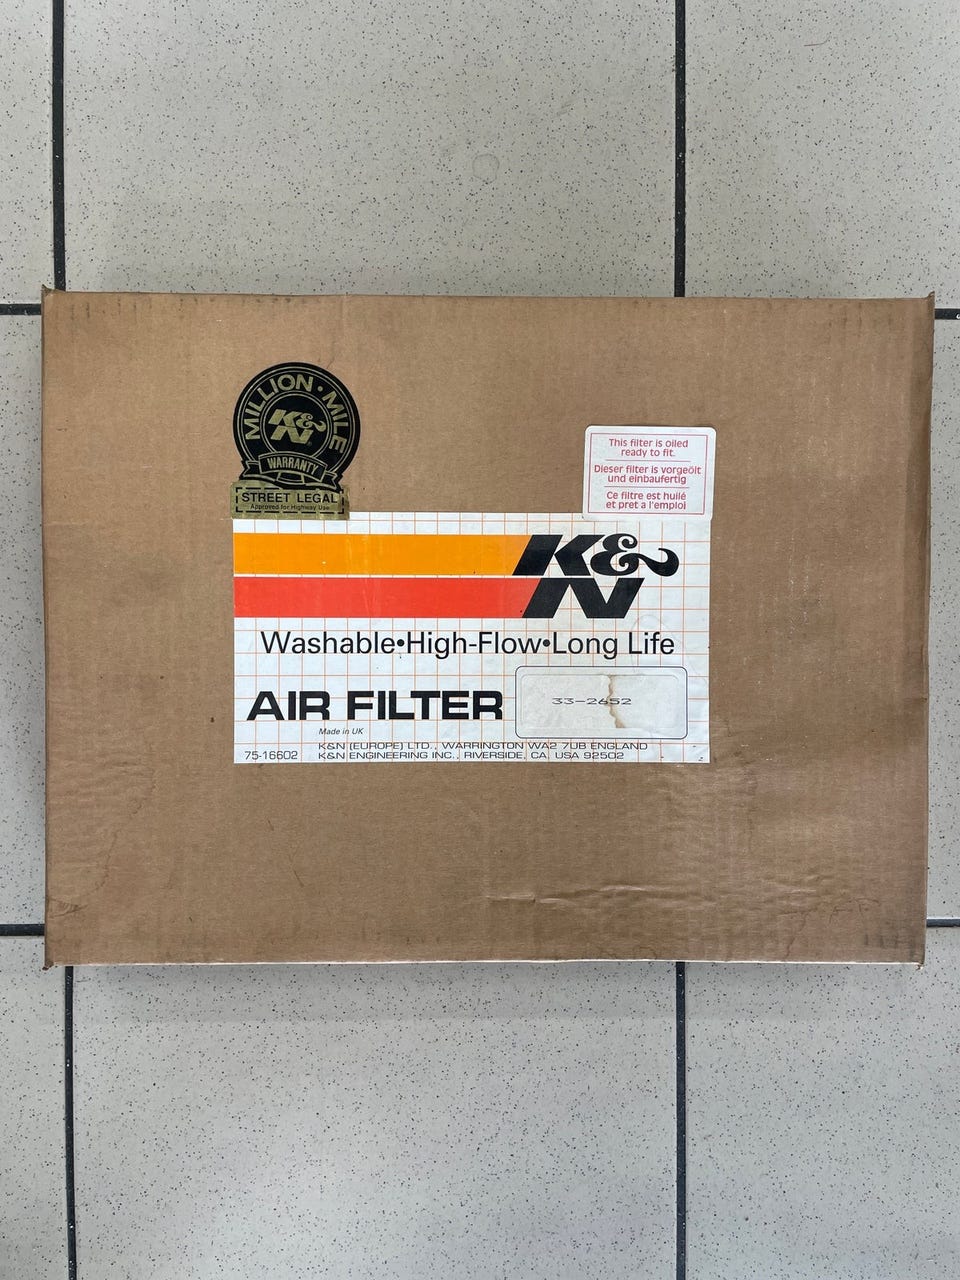 MILLION • MILE
K&N
WARRANTY
STREET LEGAL
Approved for Highway Use
This filter is oiled
ready to fit.
Dieser filter is vorgeölt
und einbaufertig
Ce filtre est huilé
et pret a l'emploi
K&N
Washable•High-Flow•Long Life
AIR FILTER
33-2652
Made in UK
75-16602
K&N (EUROPE) LTD., WARRINGTON WA2 7UB ENGLAND
K&N ENGINEERING INC., RIVERSIDE, CA, USA 92502